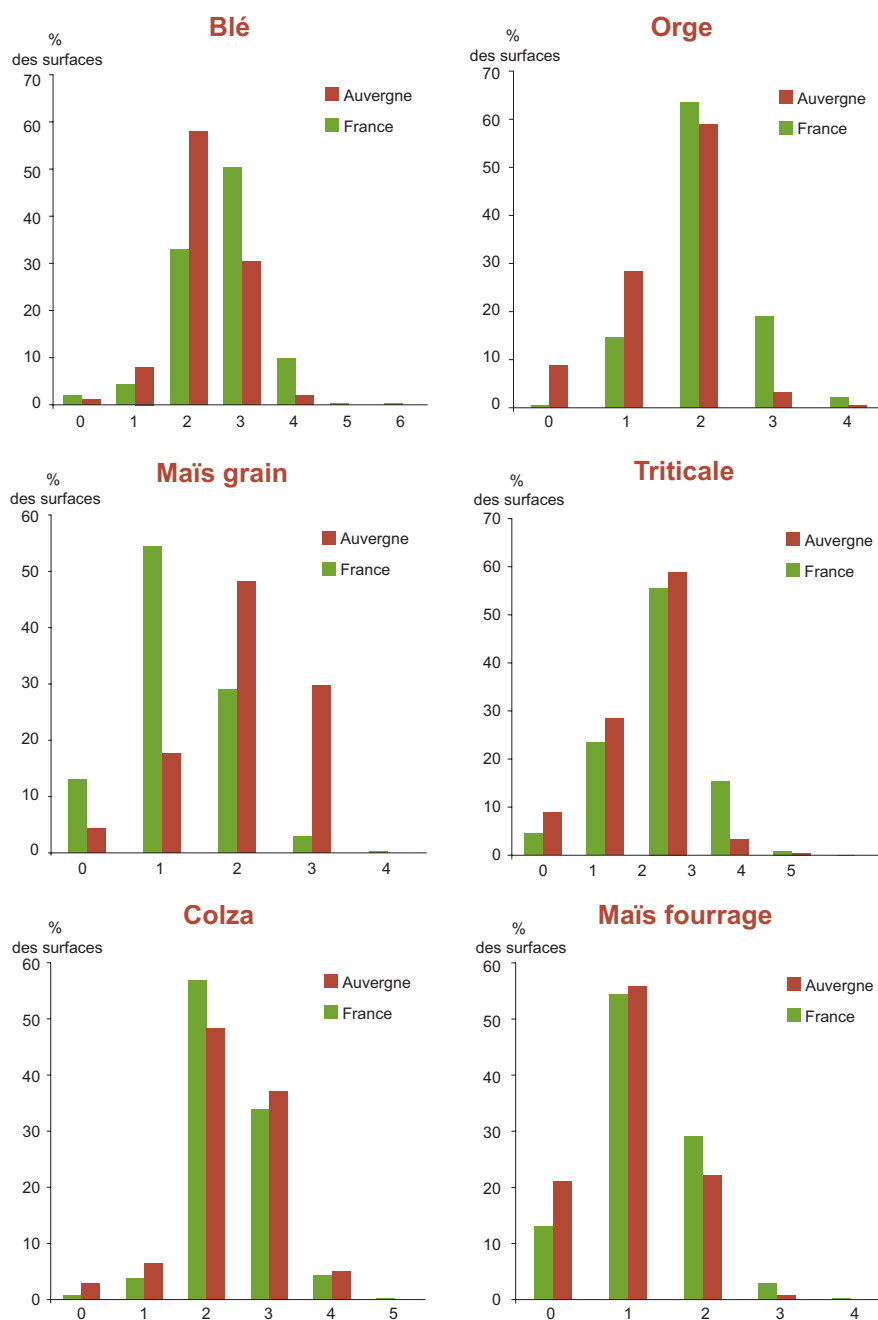 Blé
%
des surfaces
70
60
50
40
30
20
10
0
0 1 2 3 4 5 6
Auvergne
France
Orge
%
des surfaces
70
60
50
40
30
20
10
0
0 1 2 3 4
Auvergne
France
Maïs grain
%
des surfaces
60
50
40
30
20
10
0
0 1 2 3 4
Auvergne
France
Triticale
%
des surfaces
70
60
50
40
30
20
10
0
0 1 2 3 4 5
Auvergne
France
Colza
%
des surfaces
60
50
40
30
20
10
0
0 1 2 3 4 5
Auvergne
France
Maïs fourrage
%
des surfaces
60
50
40
30
20
10
0
0 1 2 3 4
Auvergne
France